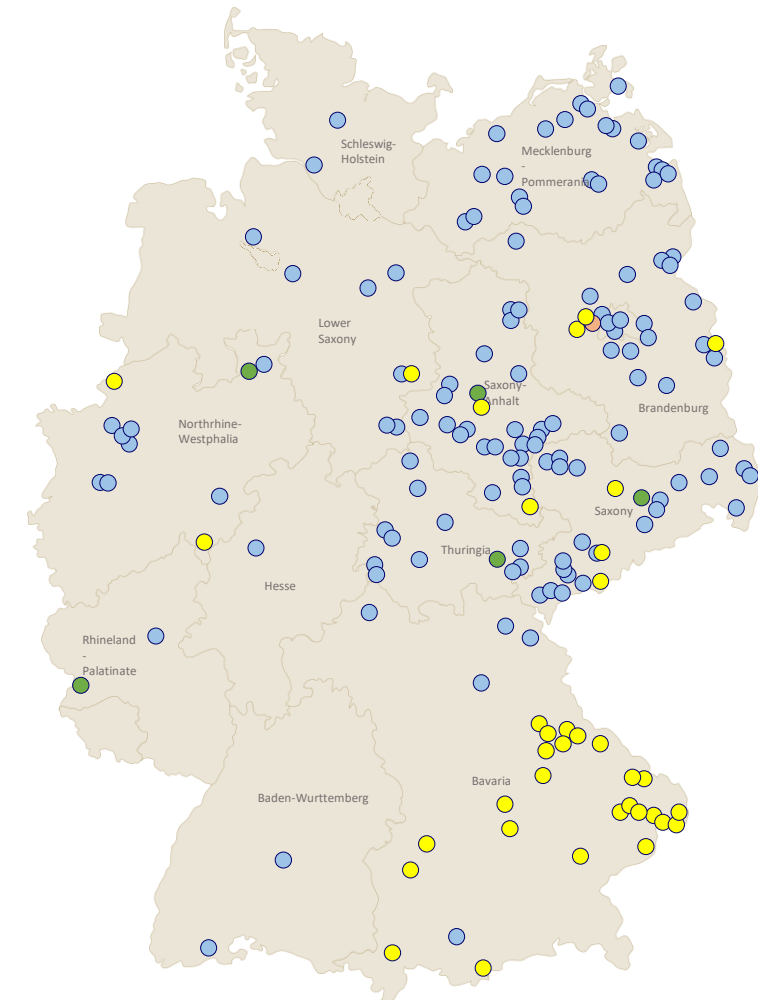 Schleswig-
Holstein
Mecklenburg
-
Pommerania
Lower
Saxony
Saxony-
Anhalt
Brandenburg
Northrhine-
Westphalia
Saxony
Thuringia
Hesse
Rhineland
-
Palatinate
Bavaria
Baden-Wurttemberg